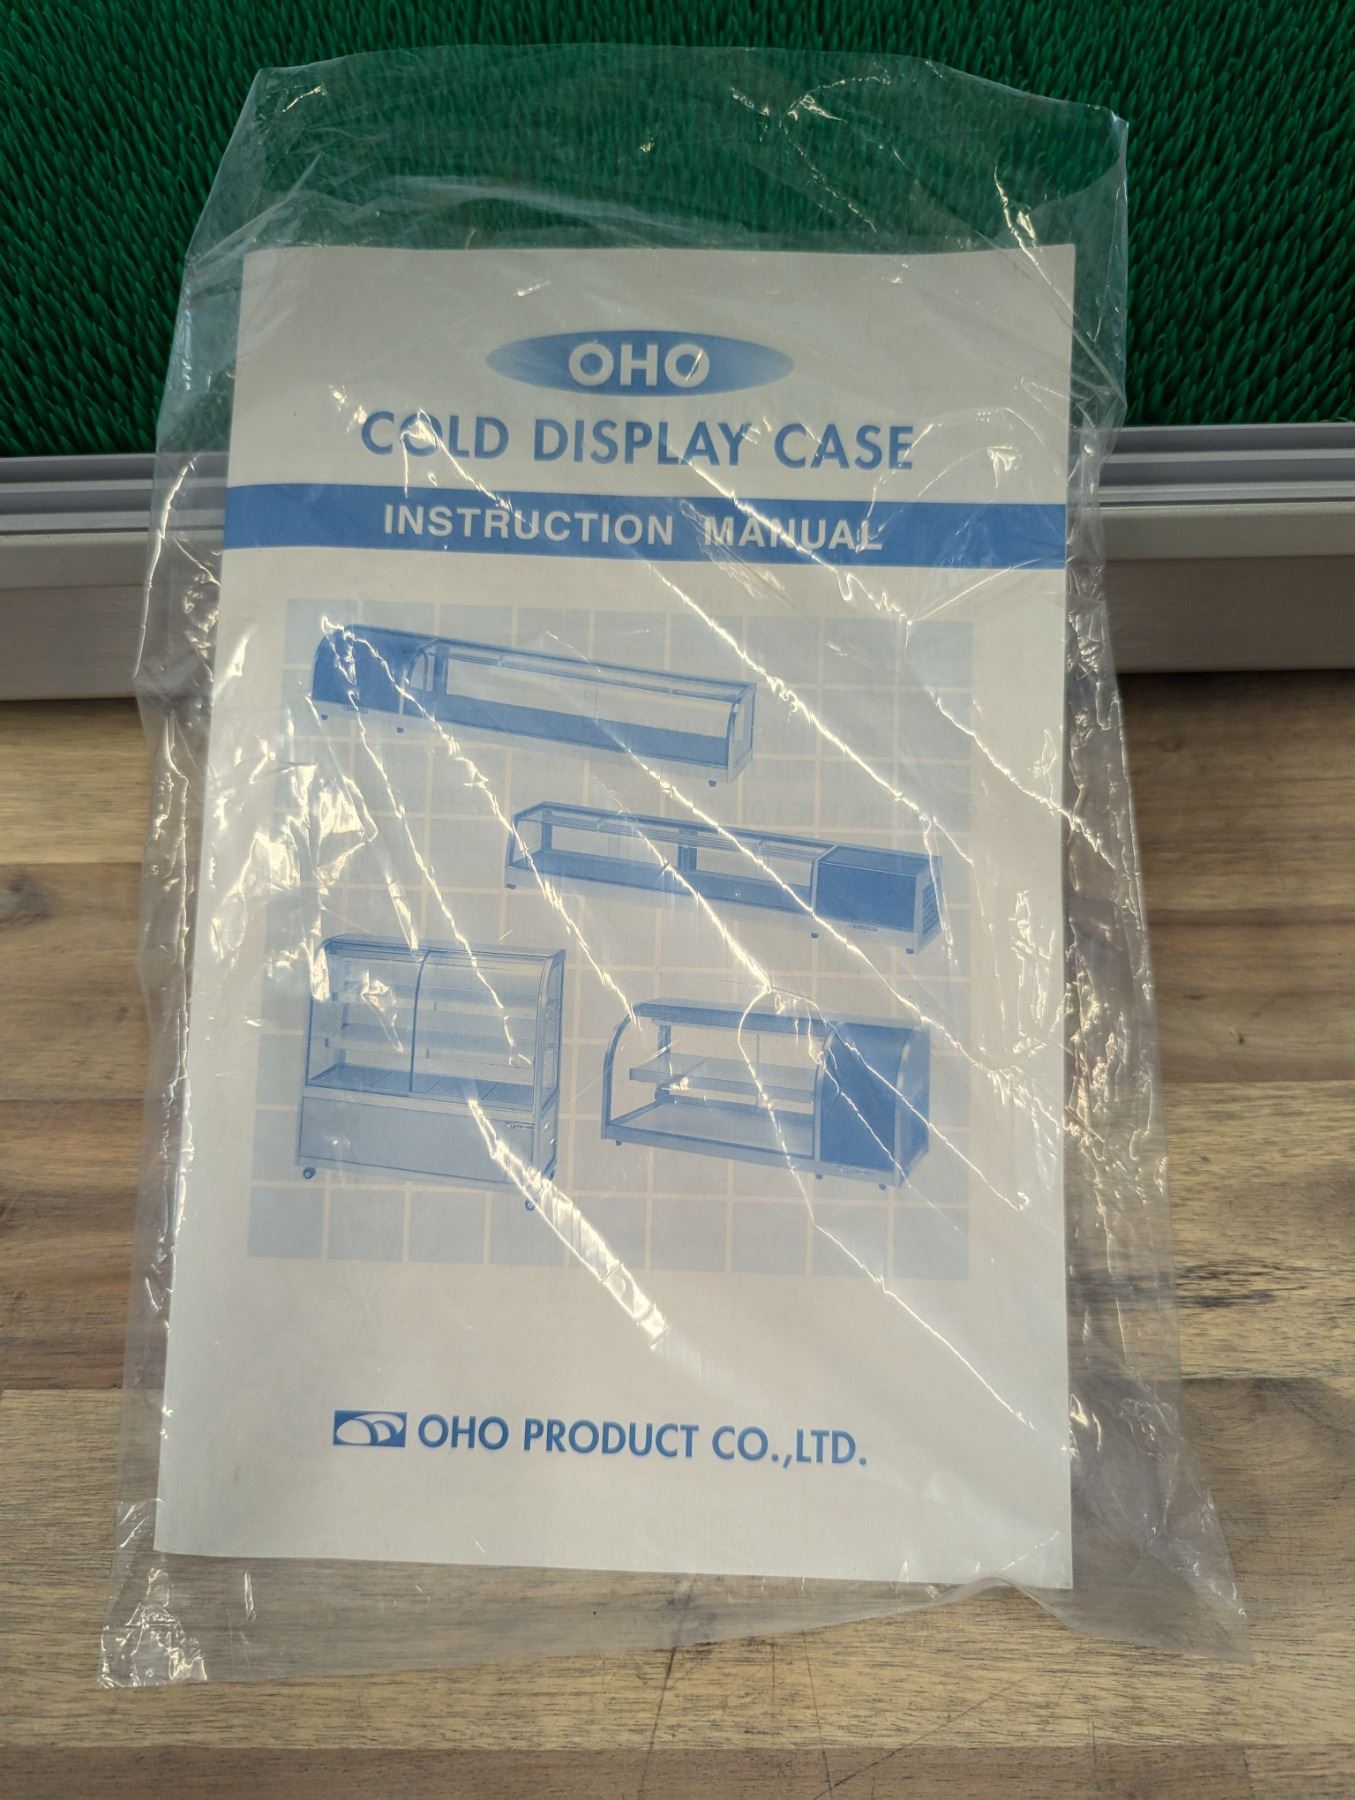 OHO
COLD DISPLAY CASE
INSTRUCTION MANUAL
OHO PRODUCT CO.,LTD.